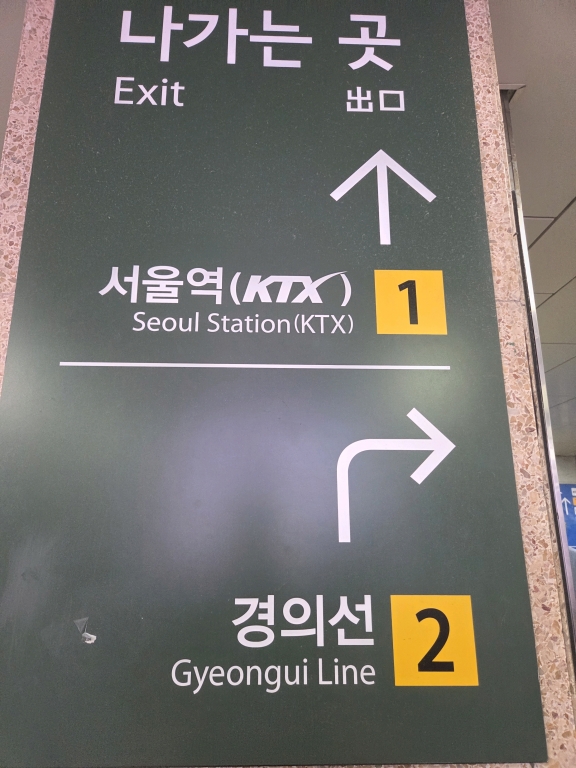 나가는 곳
Exit 出口
서울역(KTX) 1
Seoul Station(KTX)
경의선 2
Gyeongui Line